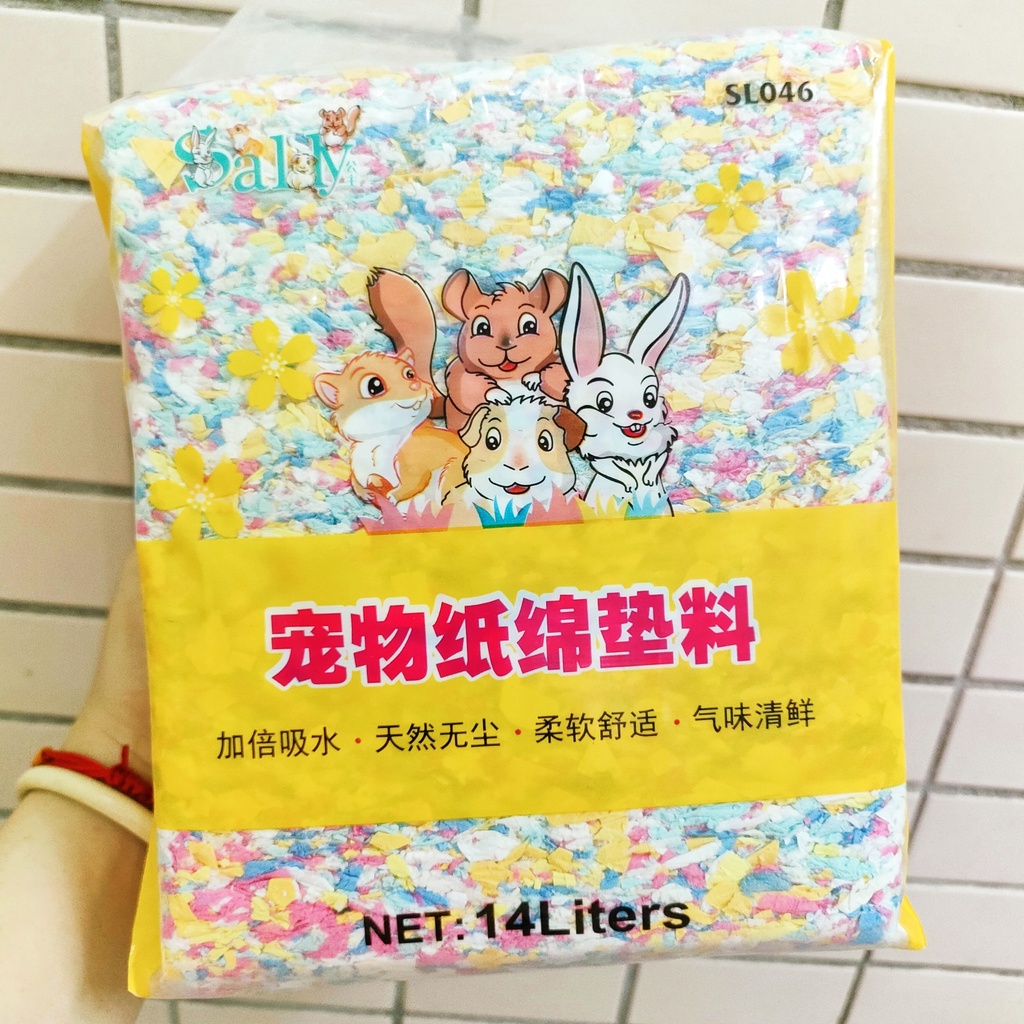 SL046
Sally
宠物纸绵垫料
加倍吸水·天然无尘·柔软舒适·气味清鲜
NET: 14Liters